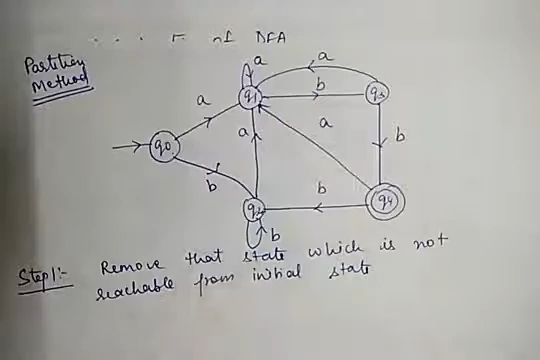 of DFA
Partition
Method
a
a
b
q1
q3
a
a
b
q0
b
b
q2
q4
b
Step1:- Remove that state which is not
reachable from initial state